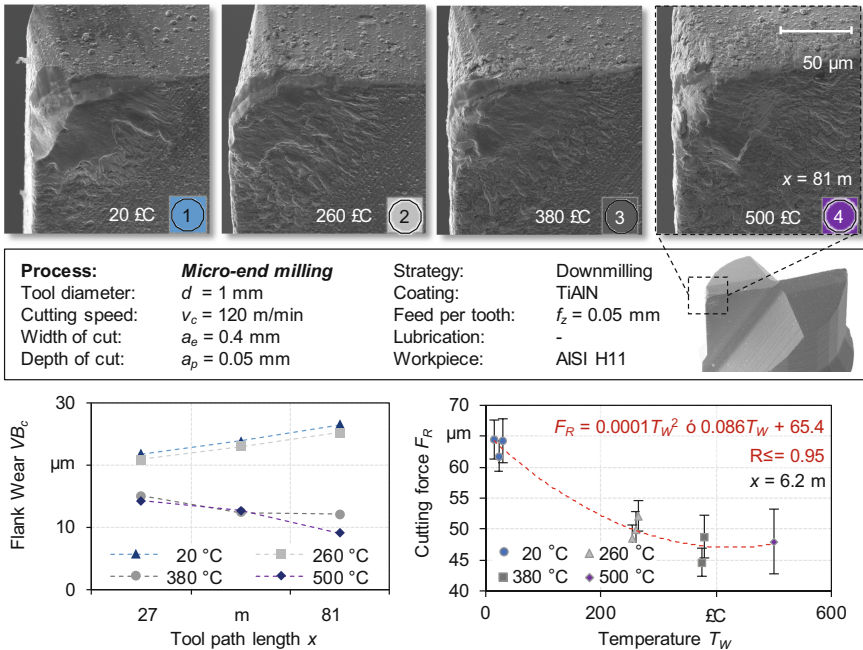 20 £C 1
260 £C 2
380 £C 3
50 µm
x = 81 m
500 £C 4
Process: Micro-end milling Strategy: Downmilling
Tool diameter: d = 1 mm Coating: TiAlN
Cutting speed: vc = 120 m/min Feed per tooth: fz = 0.05 mm
Width of cut: ae = 0.4 mm Lubrication: -
Depth of cut: ap = 0.05 mm Workpiece: AISI H11
Flank Wear VBc
30
µm
20
10
0
20 °C 260 °C
380 °C 500 °C
27 m 81
Tool path length x
Cutting force FR
70
µm
60
55
50
45
40
FR = 0.0001TW² ó 0.086TW + 65.4
R≤= 0.95
x = 6.2 m
20 °C 260 °C
380 °C 500 °C
0 200 £C 600
Temperature TW